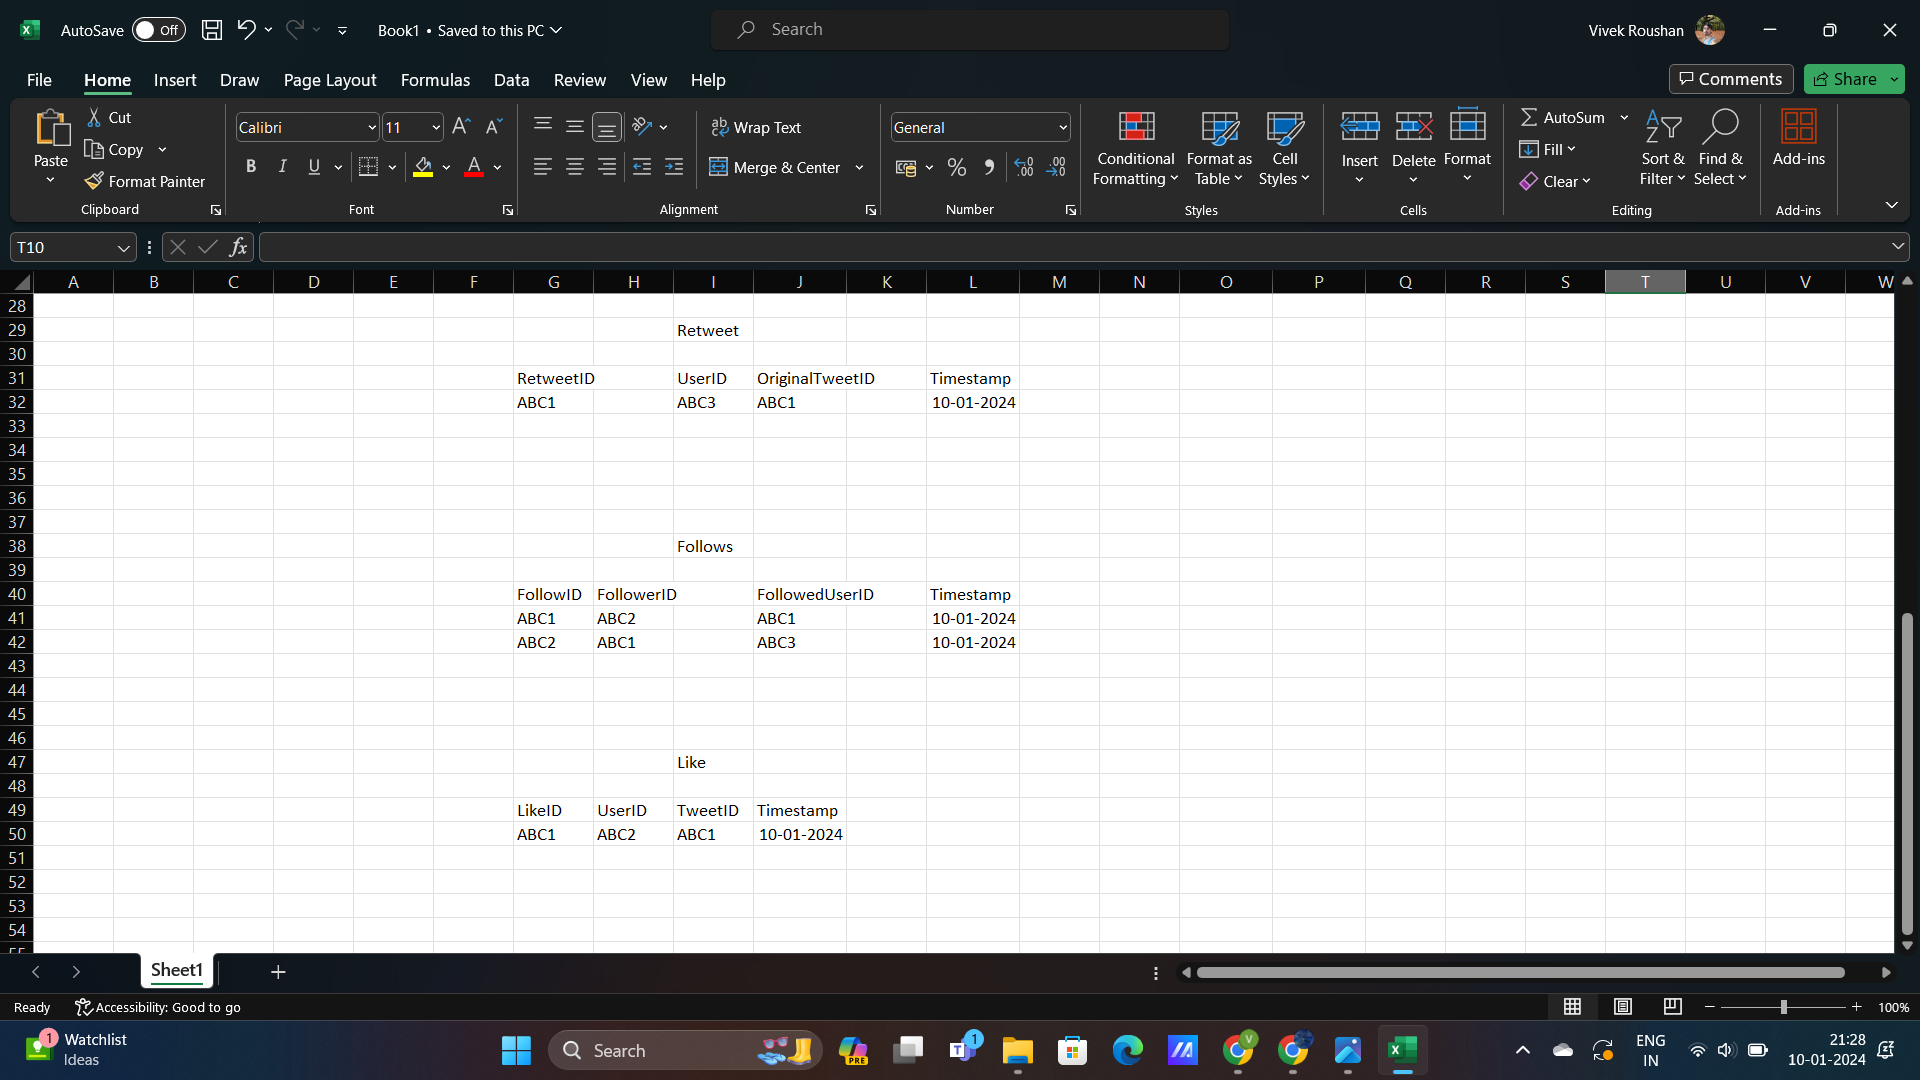 AutoSave Off Book1 • Saved to this PC Search Vivek Roushan
File Home Insert Draw Page Layout Formulas Data Review View Help Comments Share
Paste Cut Copy Format Painter Clipboard
Calibri 11 B I U A Font
Wrap Text Merge & Center Alignment
General % Number
Conditional Formatting Format as Table Cell Styles Styles
Insert Delete Format Cells
AutoSum Fill Clear Sort & Filter Find & Select Editing
Add-ins Add-ins
T10 fx
A B C D E F G H I J K L M N O P Q R S T U V W
28
29 Retweet
30
31 RetweetID UserID OriginalTweetID Timestamp
32 ABC1 ABC3 ABC1 10-01-2024
33
34
35
36
37
38 Follows
39
40 FollowID FollowerID FollowedUserID Timestamp
41 ABC1 ABC2 ABC1 10-01-2024
42 ABC2 ABC1 ABC3 10-01-2024
43
44
45
46
47 Like
48
49 LikeID UserID TweetID Timestamp
50 ABC1 ABC2 ABC1 10-01-2024
51
52
53
54
55
Sheet1
Ready Accessibility: Good to go 100%
1 Watchlist Search PRE 1 ENG 21:28
Ideas IN 10-01-2024